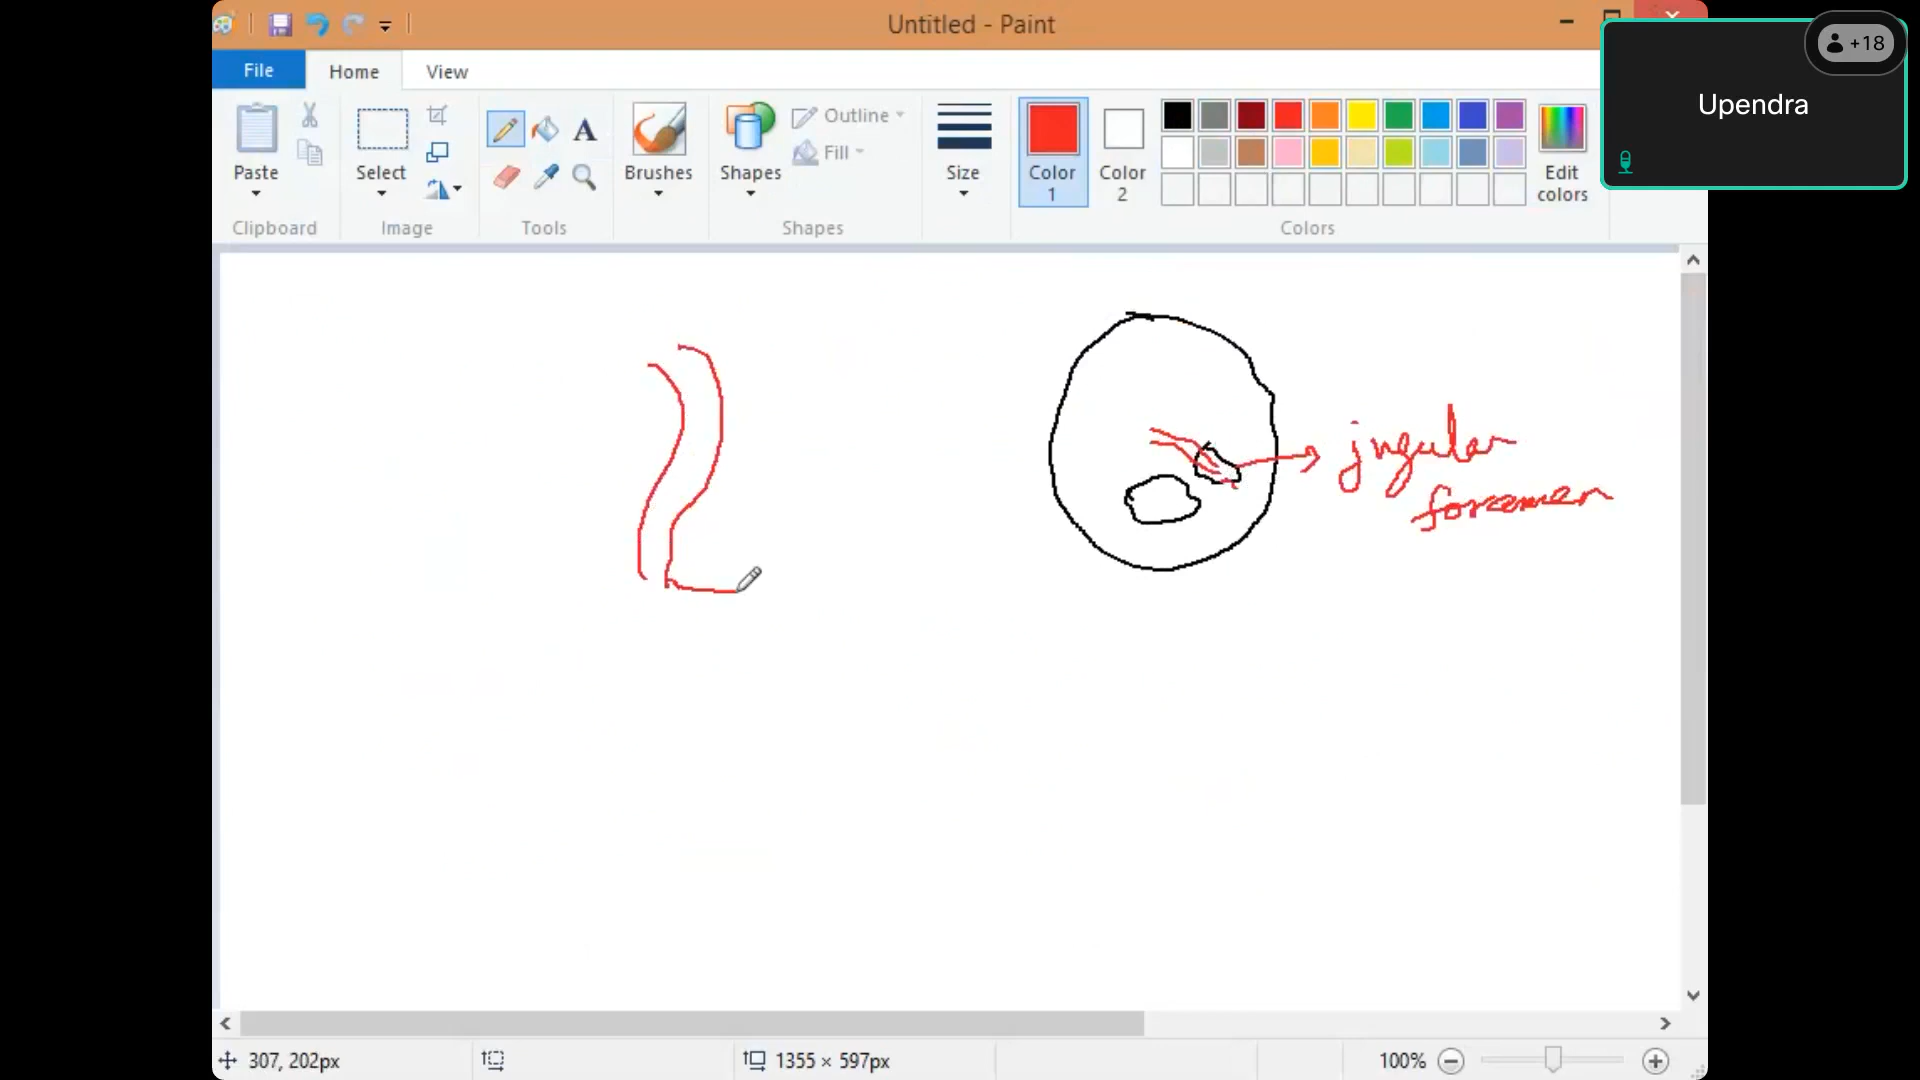 Untitled - Paint
+18
Upendra
File Home View
Outline
Fill
Paste Select Brushes Shapes Size Color 1 Color 2 Edit colors
Clipboard Image Tools Shapes Colors
jugular
foramen
307, 202px 1355 × 597px 100%